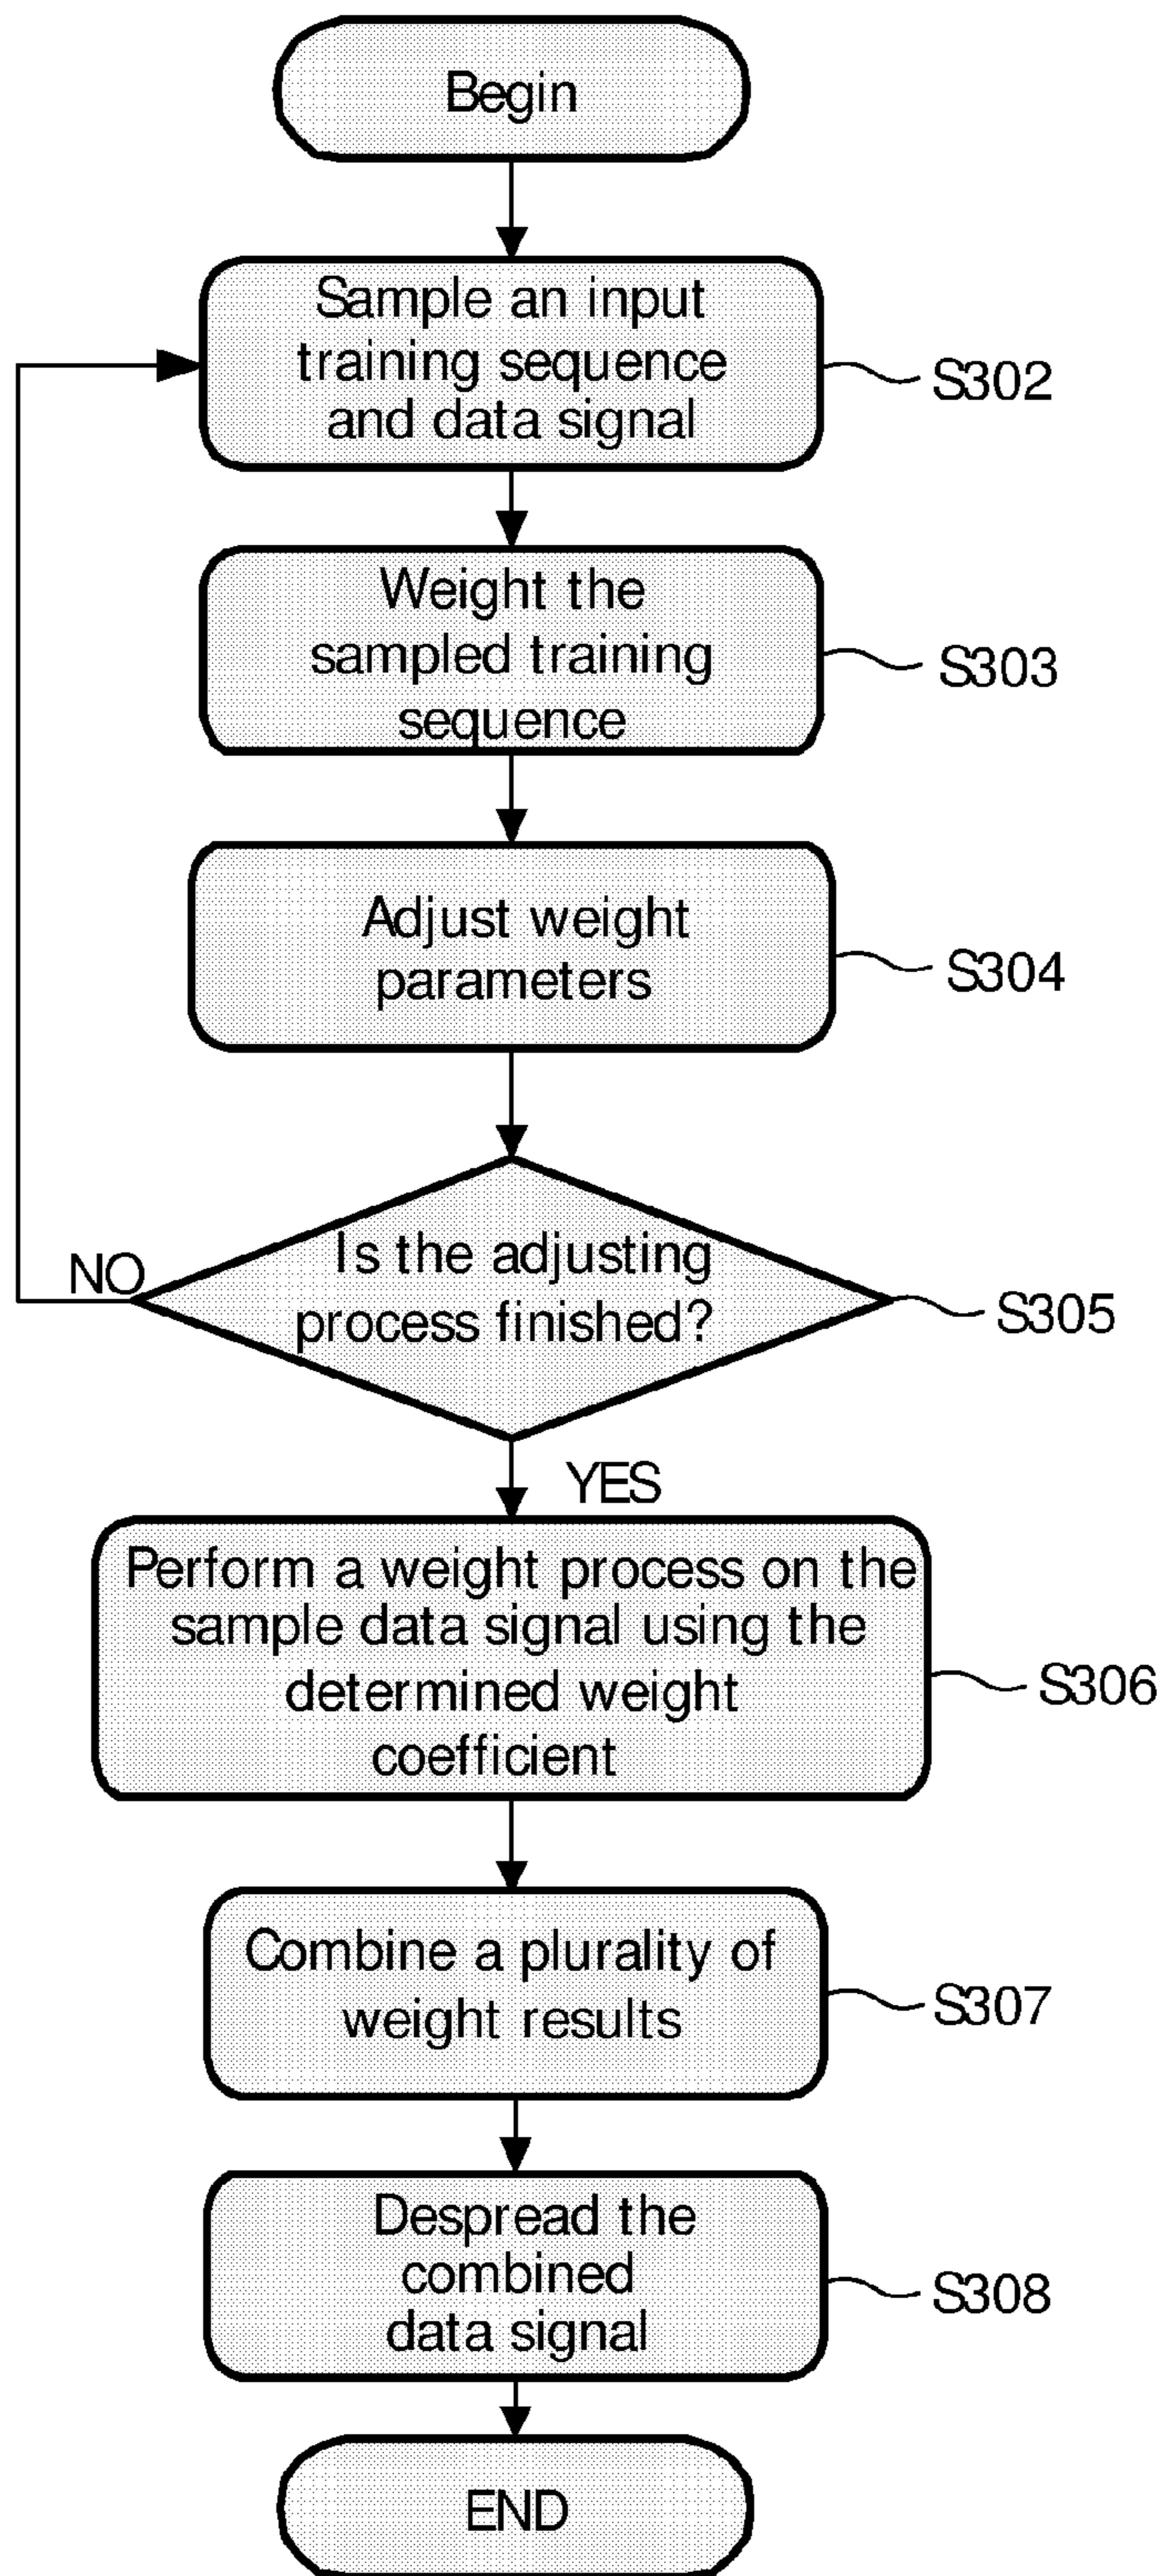 Begin
Sample an input
training sequence
and data signal
S302
Weight the
sampled training
sequence
S303
Adjust weight
parameters
S304
Is the adjusting
process finished?
S305
NO
YES
Perform a weight process on the
sample data signal using the
determined weight
coefficient
S306
Combine a plurality of
weight results
S307
Despread the
combined
data signal
S308
END